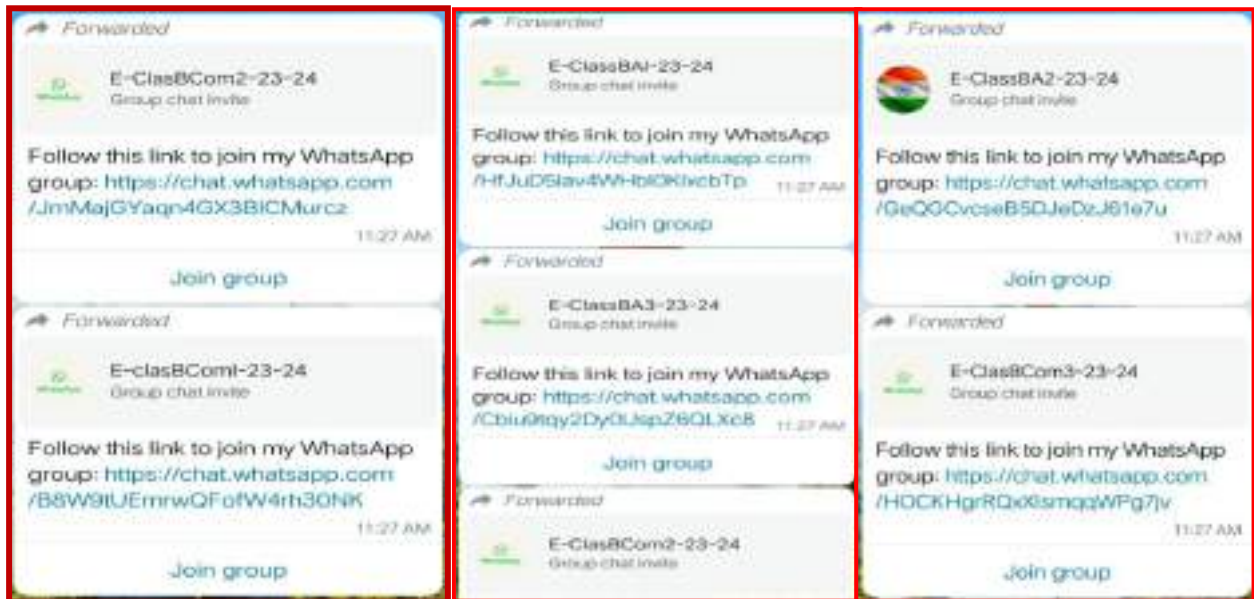 Forwarded
E-ClasBCom2-23-24
Group chat invite
Follow this link to join my WhatsApp
group: https://chat.whatsapp.com
/JmMajGYaqn4GX3BICMurcz
11:27 AM
Join group
Forwarded
E-clasBComI-23-24
Group chat invite
Follow this link to join my WhatsApp
group: https://chat.whatsapp.com
11:27 AM
Join group
Forwarded
E-ClassBAI-23-24
Group chat invite
Follow this link to join my WhatsApp
group: https://chat.whatsapp.com
11:27 AM
Join group
Forwarded
E-ClassBA3-23-24
Group chat invite
Follow this link to join my WhatsApp
group: https://chat.whatsapp.com
11:27 AM
Join group
Forwarded
E-ClasBCom2-23-24
Group chat invite
Forwarded
E-ClassBA2-23-24
Group chat invite
Follow this link to join my WhatsApp
group: https://chat.whatsapp.com
/GeQGCvcseB5DJeDzJ61e7u
11:27 AM
Join group
Forwarded
E-ClasBCom3-23-24
Group chat invite
Follow this link to join my WhatsApp
group: https://chat.whatsapp.com
11:27 AM
Join group